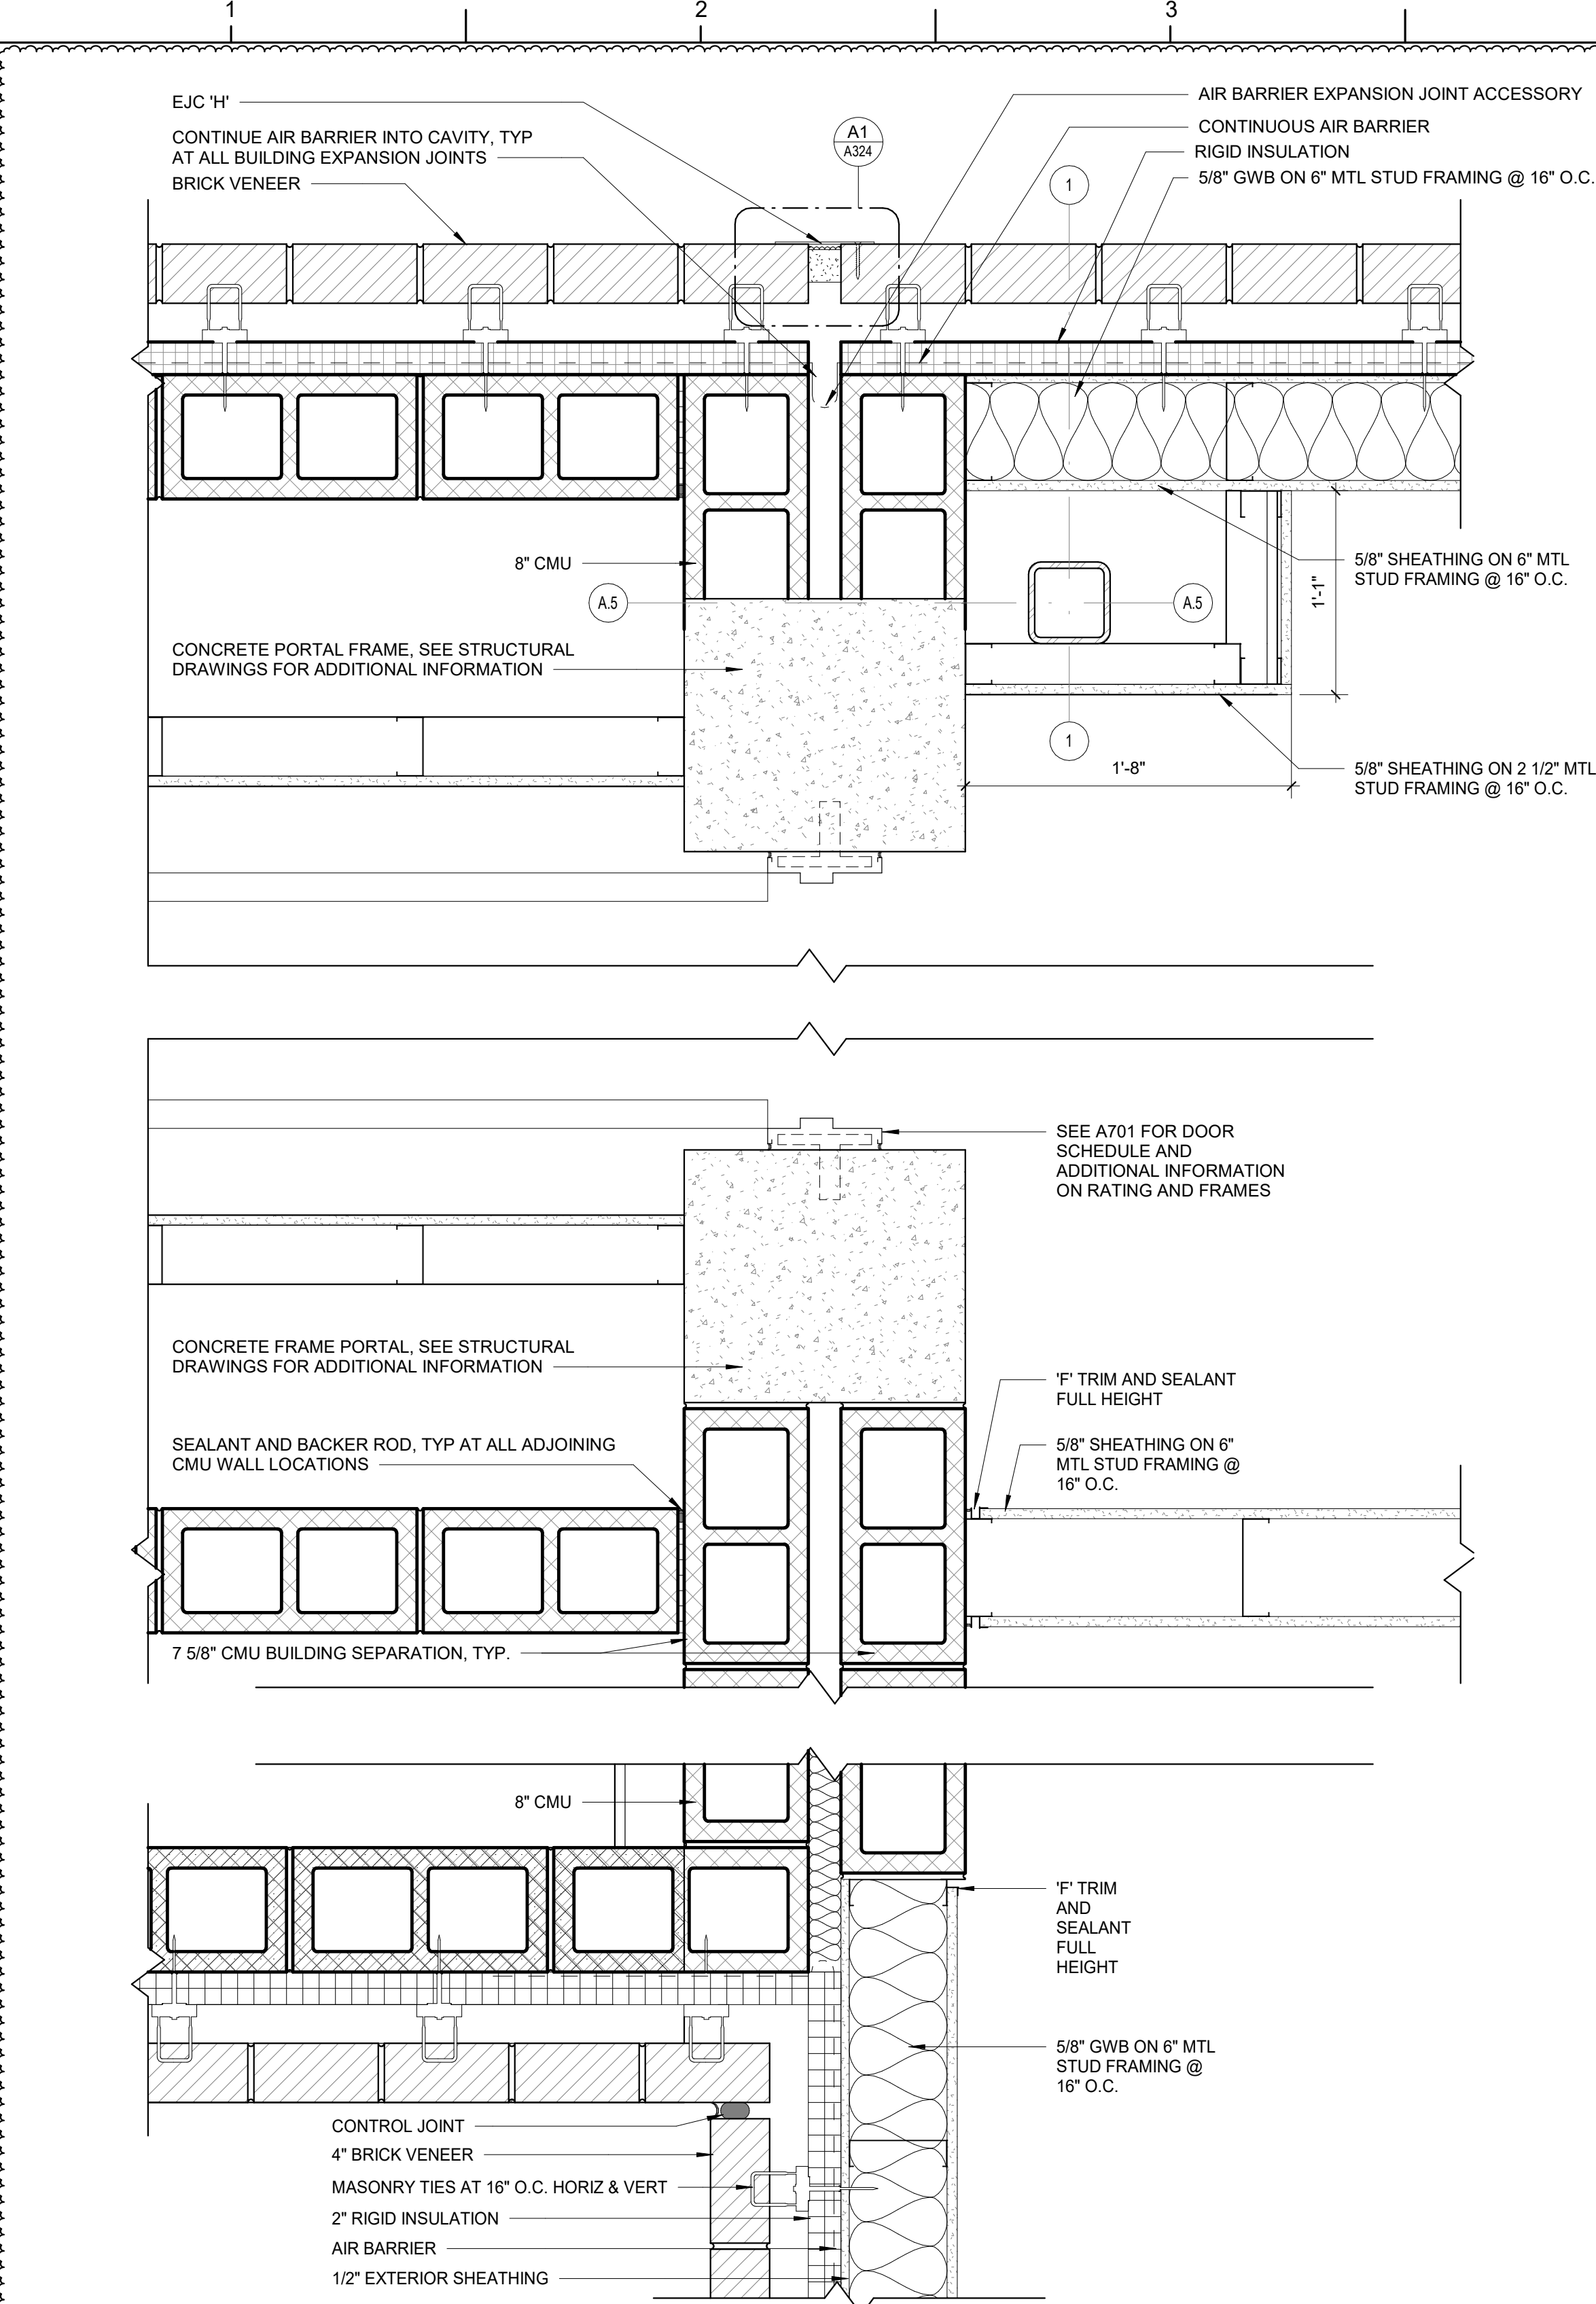 1
2
3
EJC 'H'
CONTINUE AIR BARRIER INTO CAVITY, TYP
AT ALL BUILDING EXPANSION JOINTS
BRICK VENEER
A1
A324
AIR BARRIER EXPANSION JOINT ACCESSORY
CONTINUOUS AIR BARRIER
RIGID INSULATION
5/8" GWB ON 6" MTL STUD FRAMING @ 16" O.C.
1
8" CMU
A.5
A.5
5/8" SHEATHING ON 6" MTL
STUD FRAMING @ 16" O.C.
1'-1"
CONCRETE PORTAL FRAME, SEE STRUCTURAL
DRAWINGS FOR ADDITIONAL INFORMATION
1
1'-8"
5/8" SHEATHING ON 2 1/2" MTL
STUD FRAMING @ 16" O.C.
SEE A701 FOR DOOR
SCHEDULE AND
ADDITIONAL INFORMATION
ON RATING AND FRAMES
CONCRETE FRAME PORTAL, SEE STRUCTURAL
DRAWINGS FOR ADDITIONAL INFORMATION
'F' TRIM AND SEALANT
FULL HEIGHT
SEALANT AND BACKER ROD, TYP AT ALL ADJOINING
CMU WALL LOCATIONS
5/8" SHEATHING ON 6"
MTL STUD FRAMING @
16" O.C.
7 5/8" CMU BUILDING SEPARATION, TYP.
8" CMU
'F' TRIM
AND
SEALANT
FULL
HEIGHT
5/8" GWB ON 6" MTL
STUD FRAMING @
16" O.C.
CONTROL JOINT
4" BRICK VENEER
MASONRY TIES AT 16" O.C. HORIZ & VERT
2" RIGID INSULATION
AIR BARRIER
1/2" EXTERIOR SHEATHING